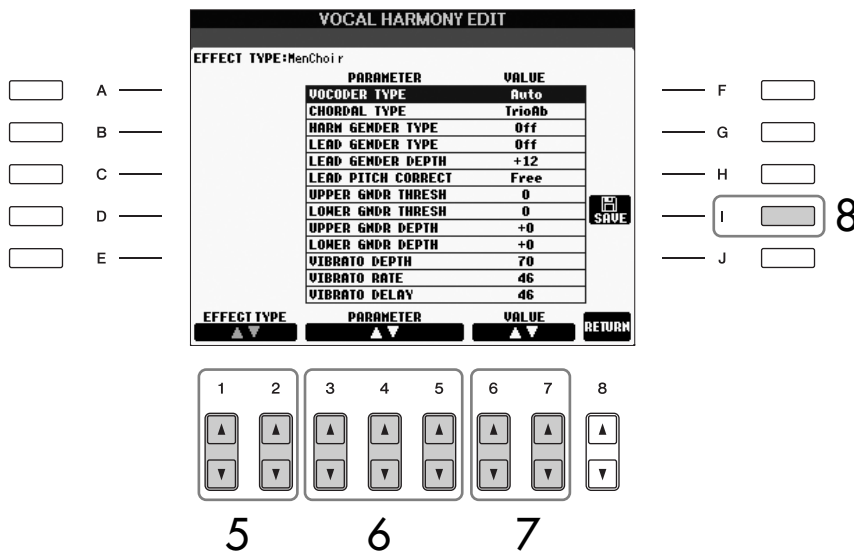 VOCAL HARMONY EDIT
EFFECT TYPE:MenChoir
PARAMETER VALUE
VOCODER TYPE Auto
CHORDAL TYPE TrioAb
HARM GENDER TYPE Off
LEAD GENDER TYPE Off
LEAD GENDER DEPTH +12
LEAD PITCH CORRECT Free
UPPER GNDR THRESH 0
LOWER GNDR THRESH 0
UPPER GNDR DEPTH +0
LOWER GNDR DEPTH +0
VIBRATO DEPTH 70
VIBRATO RATE 46
VIBRATO DELAY 46
SAVE
EFFECT TYPE PARAMETER VALUE
RETURN
A
B
C
D
E
F
G
H
I 8
J
1 2 3 4 5 6 7 8
5 6 7